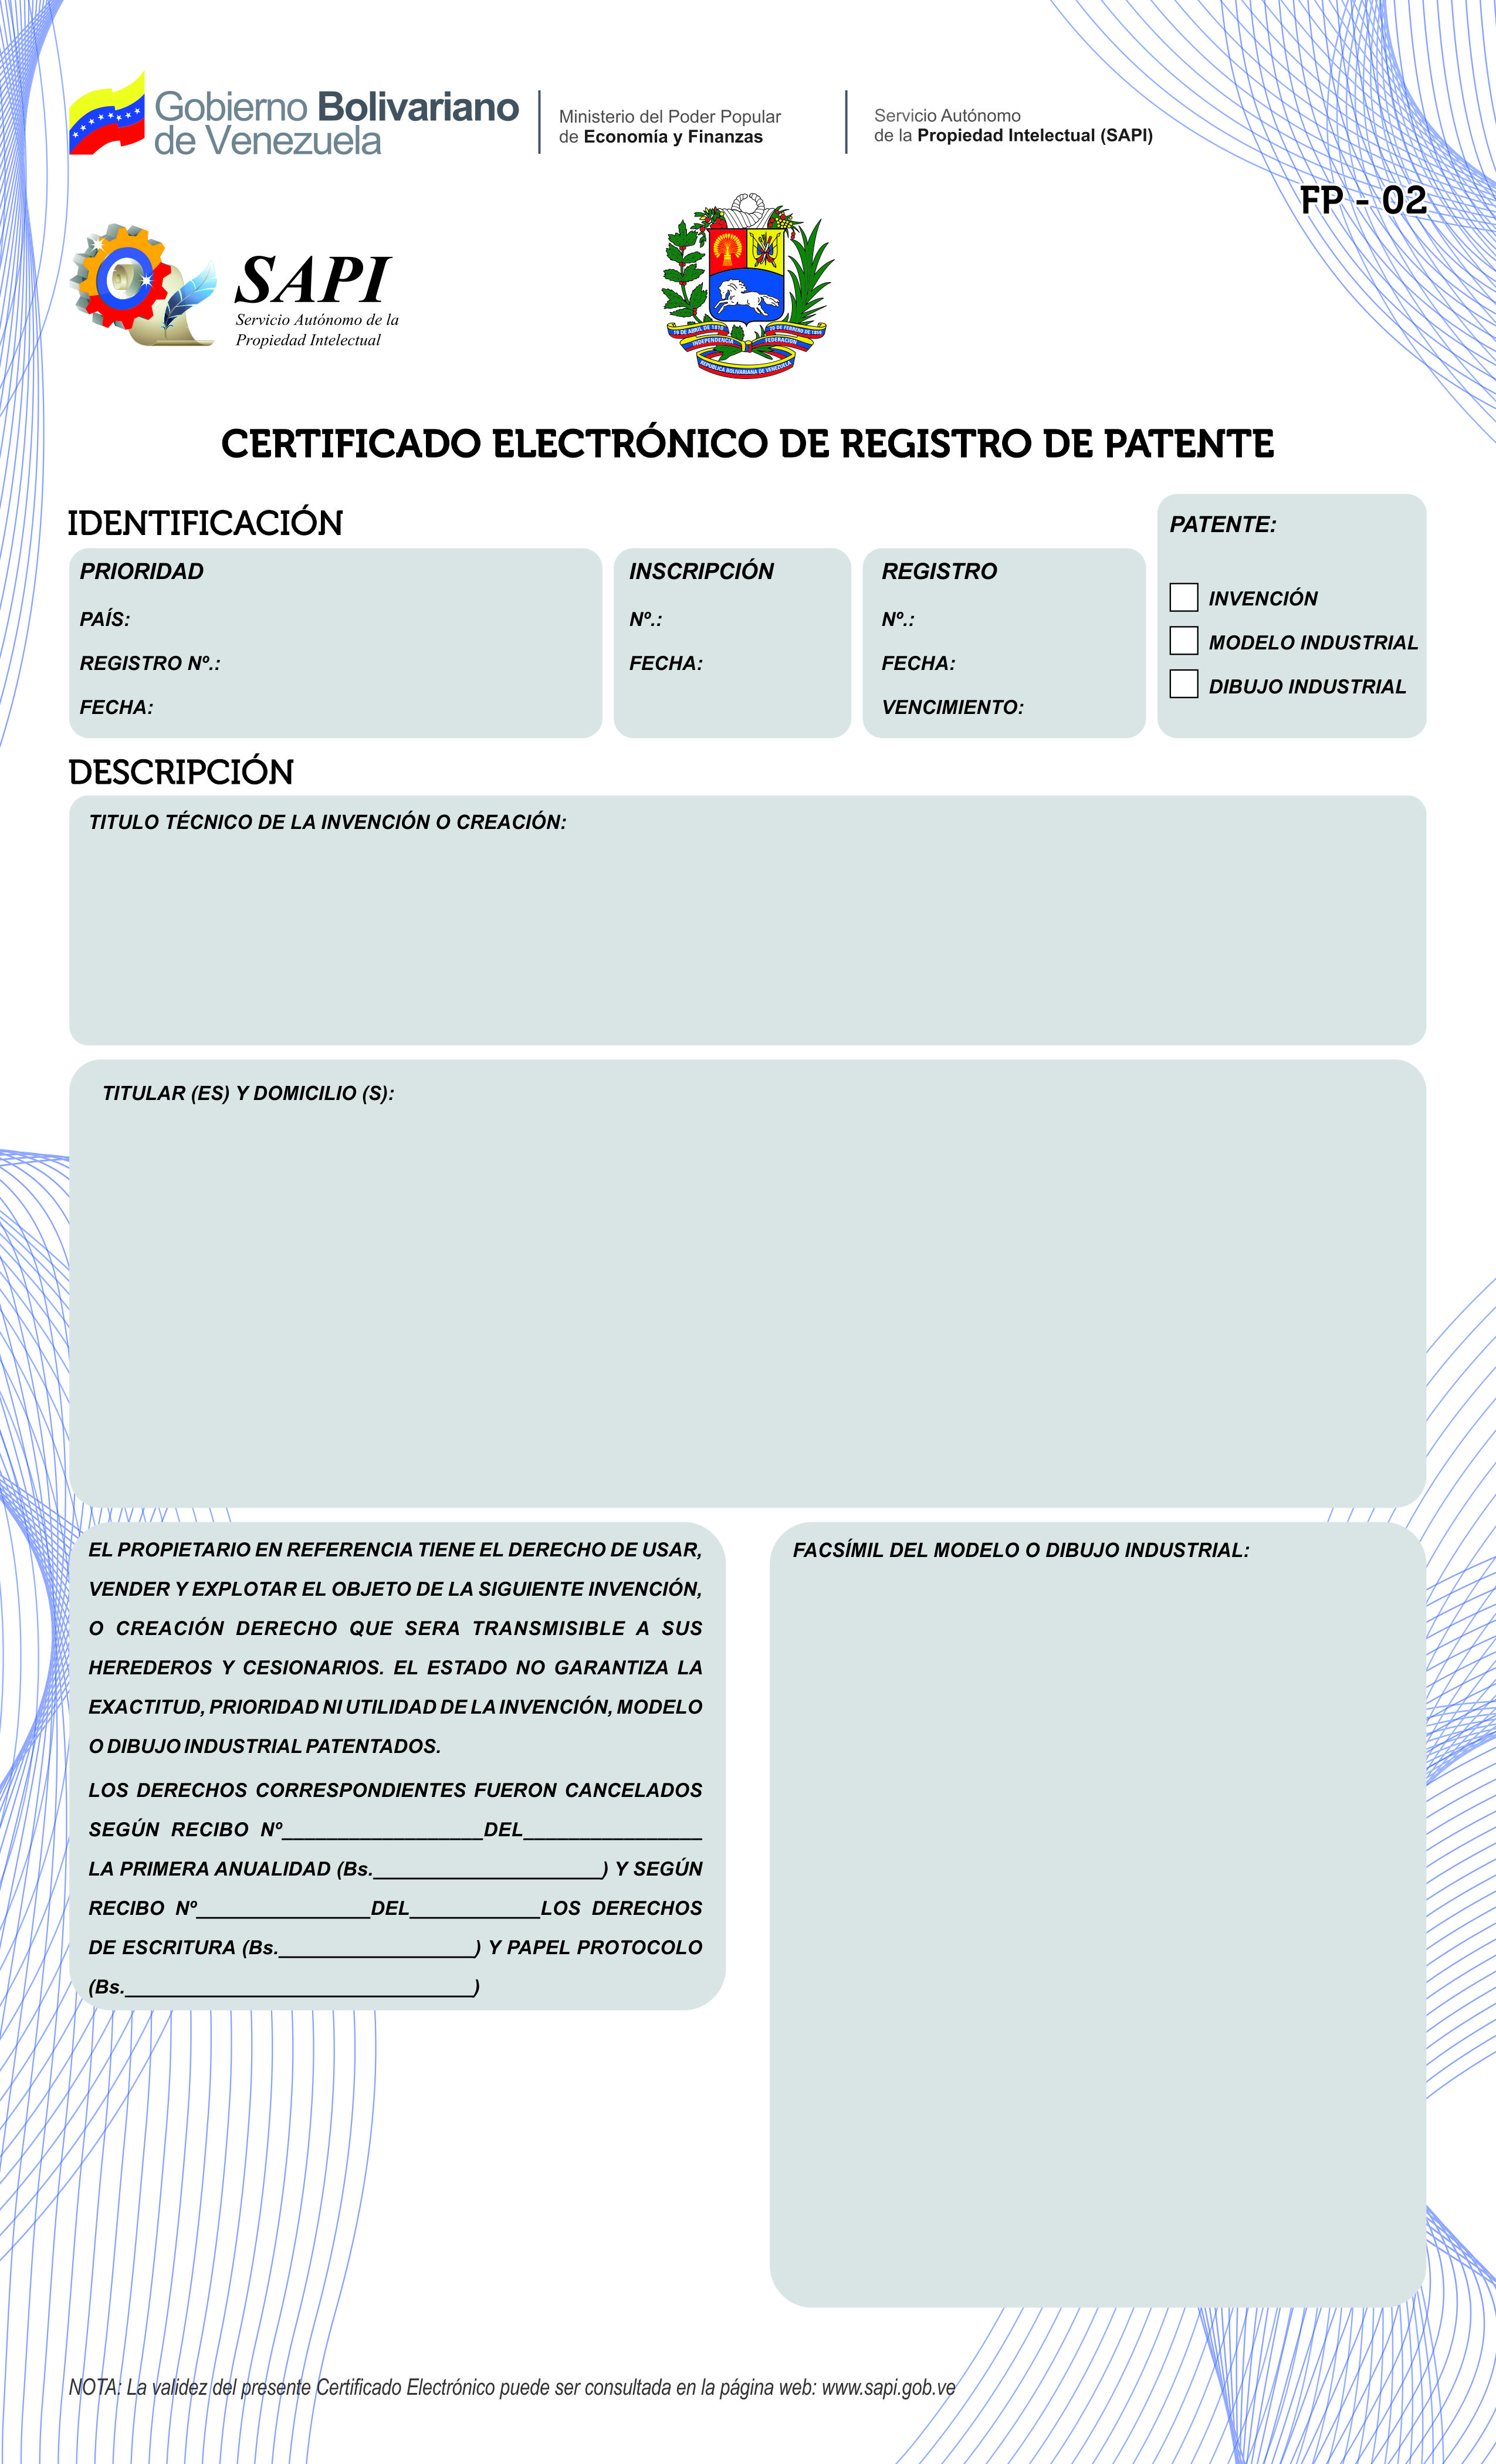 Gobierno Bolivariano
de Venezuela
Ministerio del Poder Popular
de Economía y Finanzas
Servicio Autónomo
de la Propiedad Intelectual (SAPI)
FP - 02
SAPI
Servicio Autónomo de la
Propiedad Intelectual
19 DE ABRIL DE 1810
20 DE FEBRERO DE 1859
INDEPENDENCIA
FEDERACIÓN
REPÚBLICA BOLIVARIANA DE VENEZUELA
CERTIFICADO ELECTRÓNICO DE REGISTRO DE PATENTE
IDENTIFICACIÓN
PRIORIDAD
PAÍS:
REGISTRO Nº.:
FECHA:
INSCRIPCIÓN
Nº.:
FECHA:
REGISTRO
Nº.:
FECHA:
VENCIMIENTO:
PATENTE:
INVENCIÓN
MODELO INDUSTRIAL
DIBUJO INDUSTRIAL
DESCRIPCIÓN
TITULO TÉCNICO DE LA INVENCIÓN O CREACIÓN:
TITULAR (ES) Y DOMICILIO (S):
EL PROPIETARIO EN REFERENCIA TIENE EL DERECHO DE USAR,
VENDER Y EXPLOTAR EL OBJETO DE LA SIGUIENTE INVENCIÓN,
O CREACIÓN DERECHO QUE SERA TRANSMISIBLE A SUS
HEREDEROS Y CESIONARIOS. EL ESTADO NO GARANTIZA LA
EXACTITUD, PRIORIDAD NI UTILIDAD DE LA INVENCIÓN, MODELO
O DIBUJO INDUSTRIAL PATENTADOS.
LOS DERECHOS CORRESPONDIENTES FUERON CANCELADOS
SEGÚN RECIBO Nº__________________DEL________________
LA PRIMERA ANUALIDAD (Bs._____________________) Y SEGÚN
RECIBO Nº________________DEL____________LOS DERECHOS
DE ESCRITURA (Bs.__________________) Y PAPEL PROTOCOLO
(Bs.________________________________)
FACSÍMIL DEL MODELO O DIBUJO INDUSTRIAL:
NOTA: La validez del presente Certificado Electrónico puede ser consultada en la página web: www.sapi.gob.ve